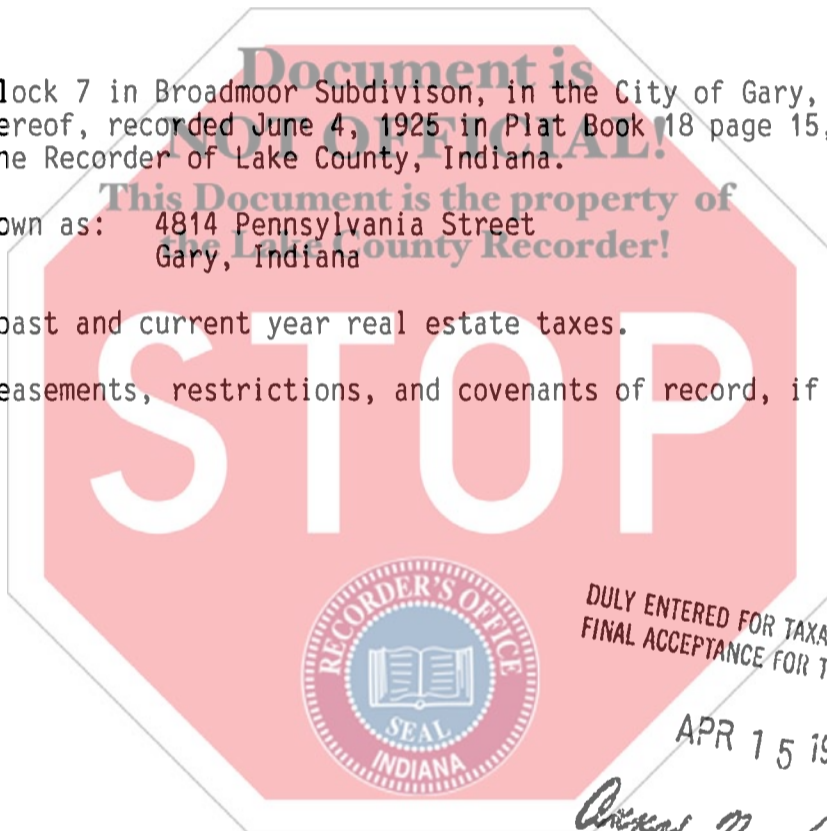 Document is
lock 7 in Broadmoor Subdivison, in the City of Gary,
NOT OFFICIAL!
ereof, recorded June 4, 1925 in Plat Book 18 page 15,
ne Recorder of Lake County, Indiana.
This Document is the property of
own as: 4814 Pennsylvania Street
the Lake County Recorder!
Gary, Indiana
past and current year real estate taxes.
easements, restrictions, and covenants of record, if
STOP
RECORDER'S OFFICE
SEAL
INDIANA
DULY ENTERED FOR TAXA
FINAL ACCEPTANCE FOR T
APR 15 19